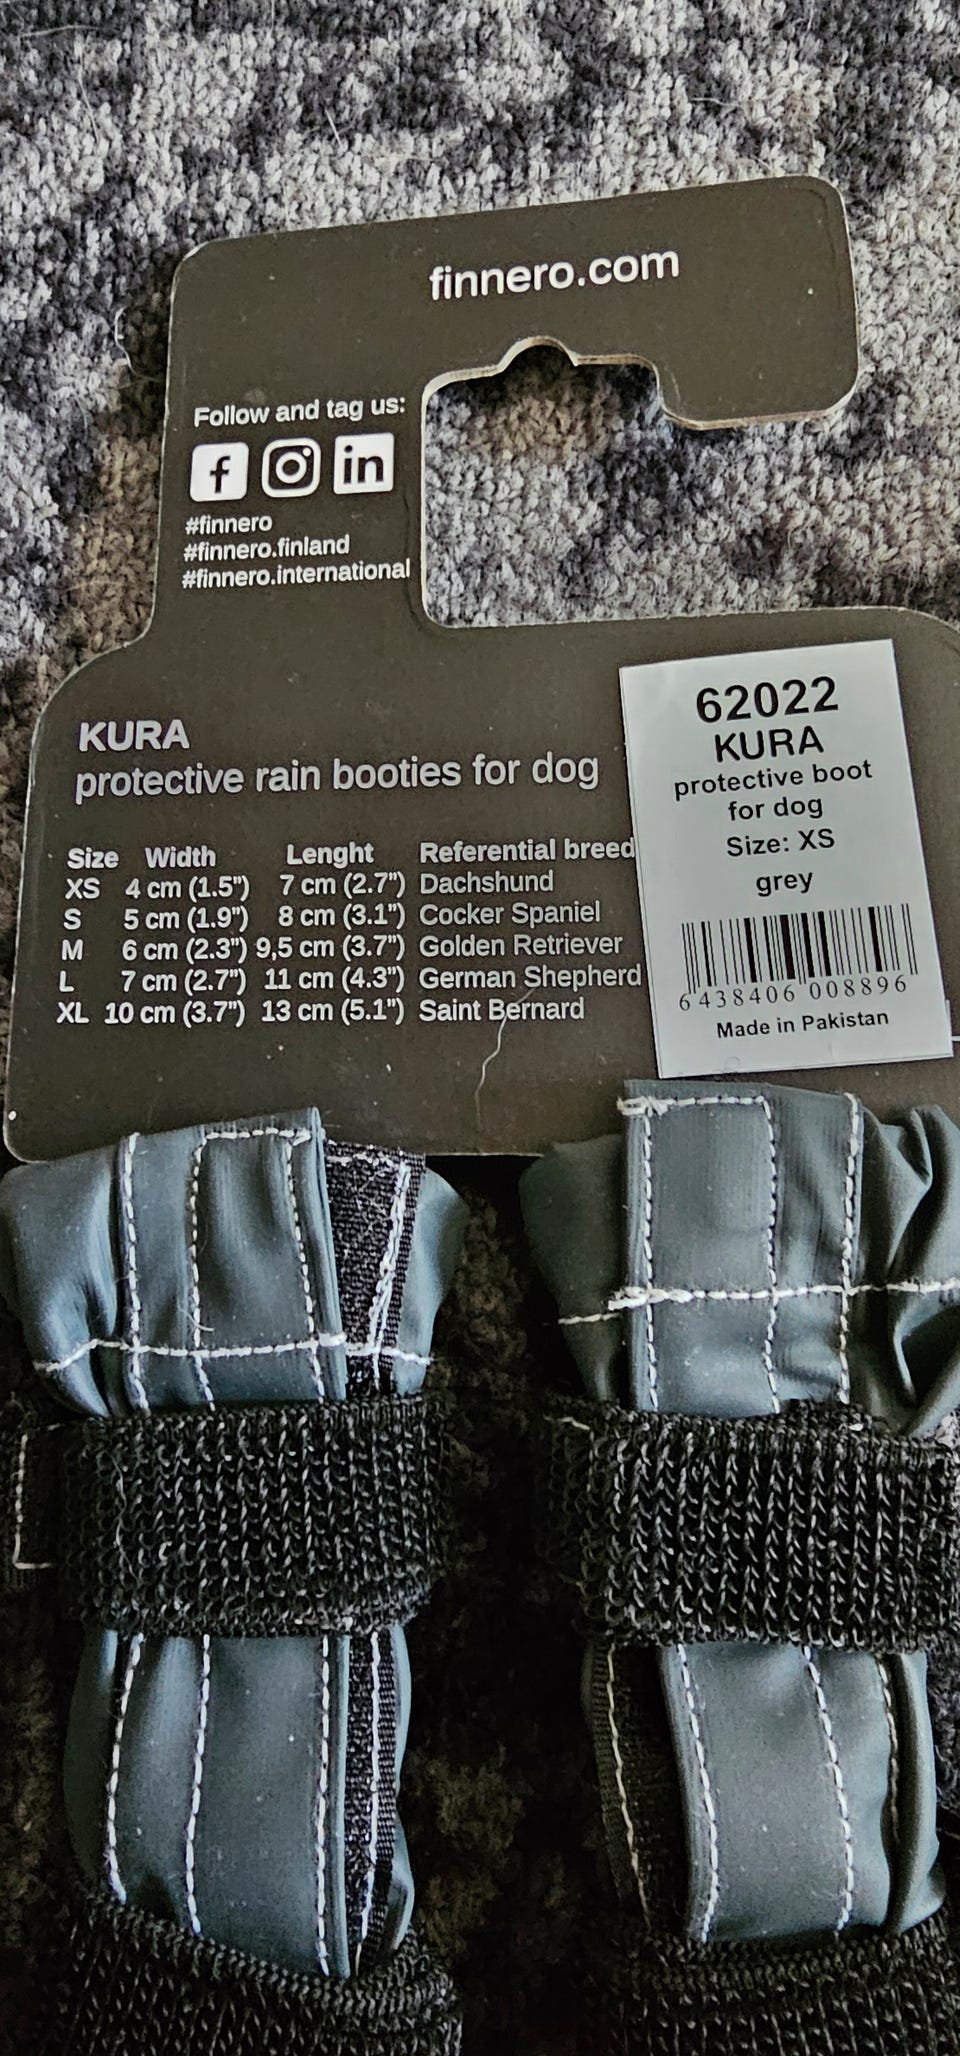 finnero.com
Follow and tag us:
f in
#finnero
#finnero.finland
#finnero.international
KURA
protective rain booties for dog
Size Width Lenght Referential breed
XS 4 cm (1.5") 7 cm (2.7") Dachshund
S 5 cm (1.9") 8 cm (3.1") Cocker Spaniel
M 6 cm (2.3") 9,5 cm (3.7") Golden Retriever
L 7 cm (2.7") 11 cm (4.3") German Shepherd
XL 10 cm (3.7") 13 cm (5.1") Saint Bernard
62022
KURA
protective boot
for dog
Size: XS
grey
6 438406 008896
Made in Pakistan